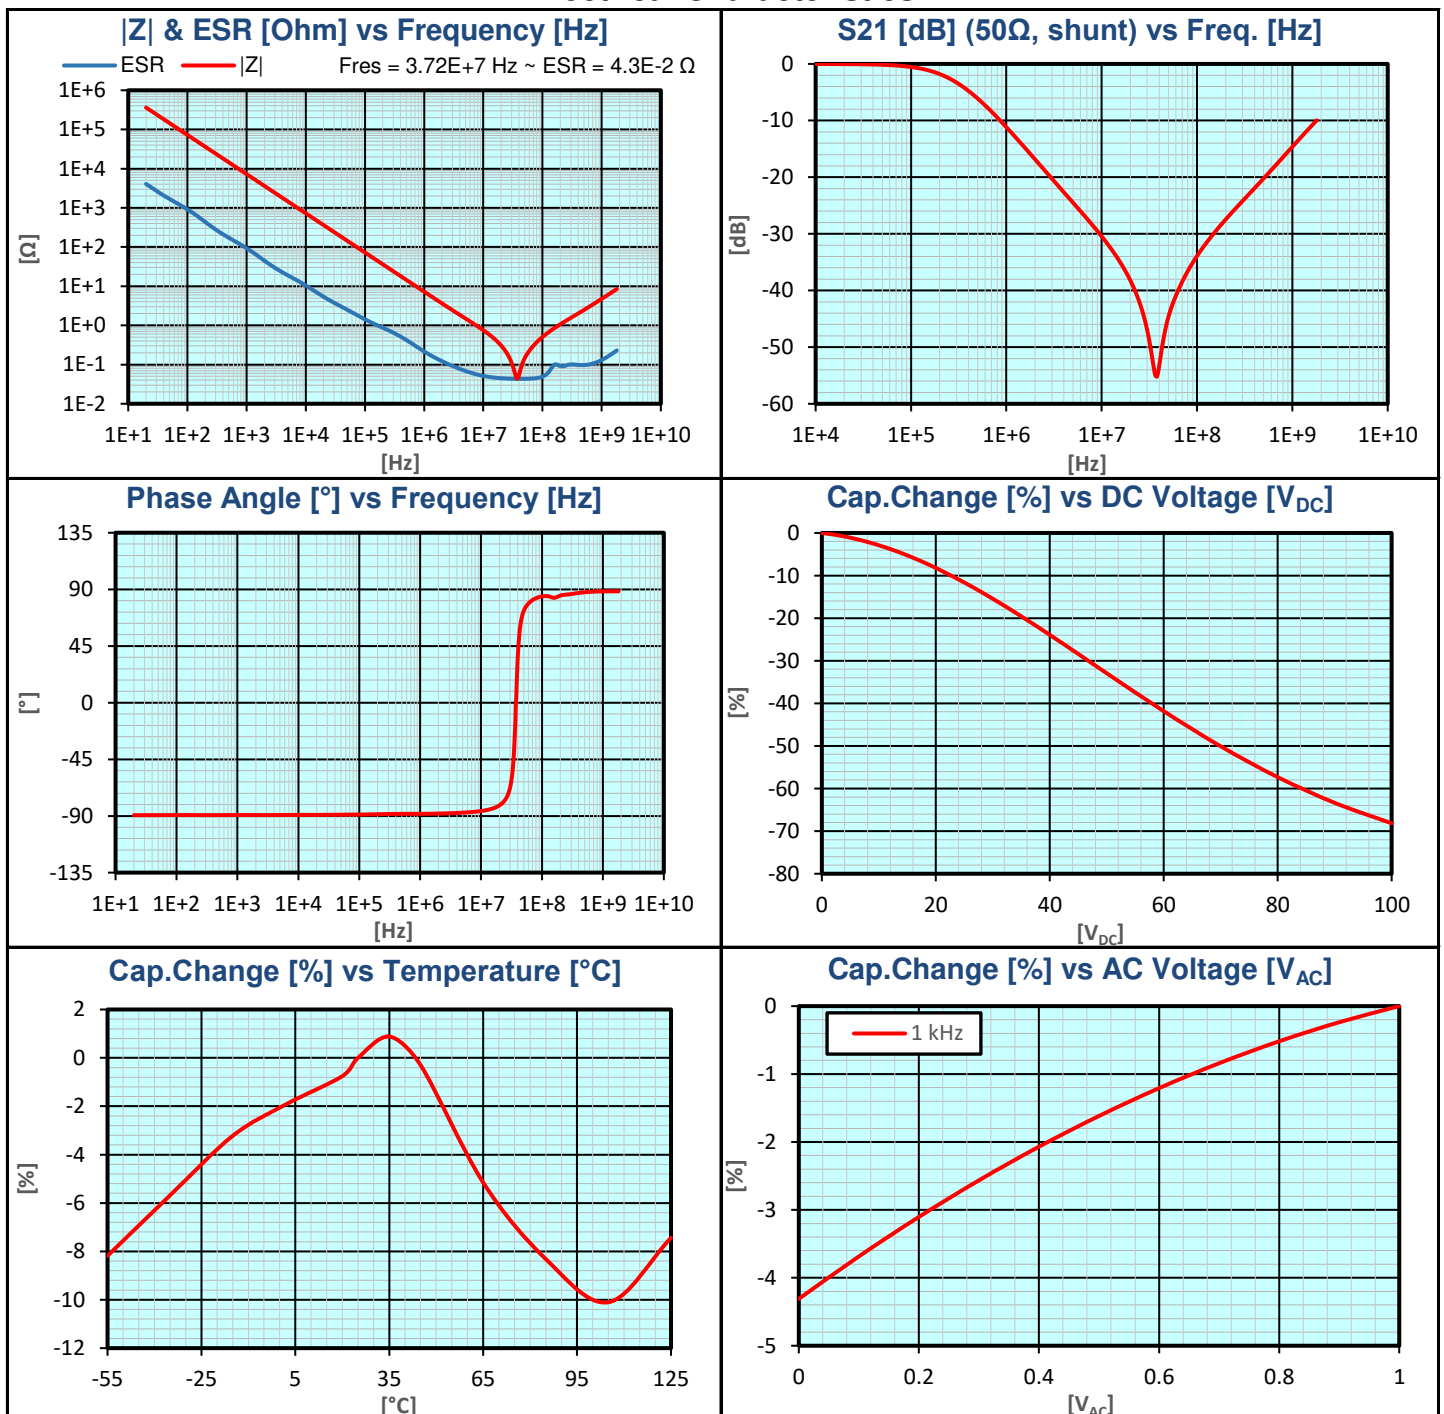 |Z| & ESR [Ohm] vs Frequency [Hz]
ESR |Z| Fres = 3.72E+7 Hz ~ ESR = 4.3E-2 Ω
1E+6
1E+5
1E+4
1E+3
1E+2
1E+1
1E+0
1E-1
1E-2
[Ω]
1E+1 1E+2 1E+3 1E+4 1E+5 1E+6 1E+7 1E+8 1E+9 1E+10
[Hz]
S21 [dB] (50Ω, shunt) vs Freq. [Hz]
0
-10
-20
-30
-40
-50
-60
[dB]
1E+4 1E+5 1E+6 1E+7 1E+8 1E+9 1E+10
[Hz]
Phase Angle [°] vs Frequency [Hz]
135
90
45
0
-45
-90
-135
[°]
1E+1 1E+2 1E+3 1E+4 1E+5 1E+6 1E+7 1E+8 1E+9 1E+10
[Hz]
Cap.Change [%] vs DC Voltage [VDC]
0
-10
-20
-30
-40
-50
-60
-70
-80
[%]
0 20 40 60 80 100
[VDC]
Cap.Change [%] vs Temperature [°C]
2
0
-2
-4
-6
-8
-10
-12
[%]
-55 -25 5 35 65 95 125
[°C]
Cap.Change [%] vs AC Voltage [VAC]
1 kHz
0
-1
-2
-3
-4
-5
[%]
0 0.2 0.4 0.6 0.8 1
[VAC]